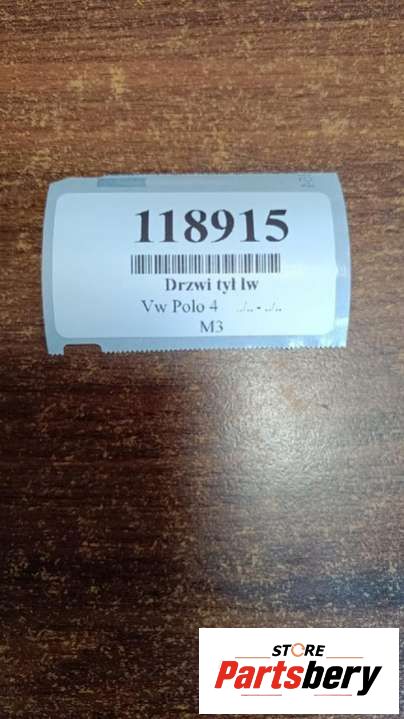 118915
Drzwi tył lw
Vw Polo 4 ../.. - ../..
M3
STORE
Partsbery